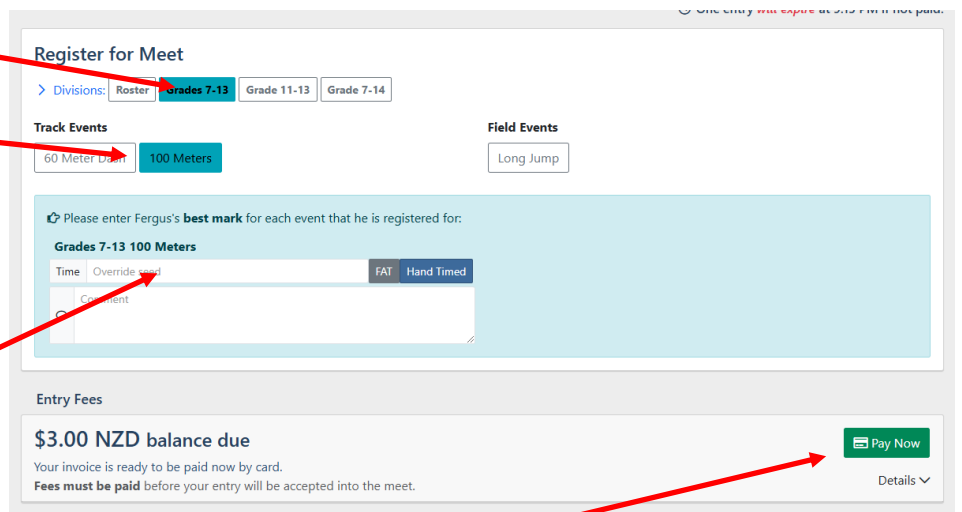 One entry will expire at 5:15 PM if not paid.
Register for Meet
Divisions: Roster Grades 7-13 Grade 11-13 Grade 7-14
Track Events
Field Events
60 Meter Dash 100 Meters
Long Jump
Please enter Fergus's best mark for each event that he is registered for:
Grades 7-13 100 Meters
Time Override seed FAT Hand Timed
Comment
Entry Fees
$3.00 NZD balance due
Pay Now
Your invoice is ready to be paid now by card.
Fees must be paid before your entry will be accepted into the meet.
Details